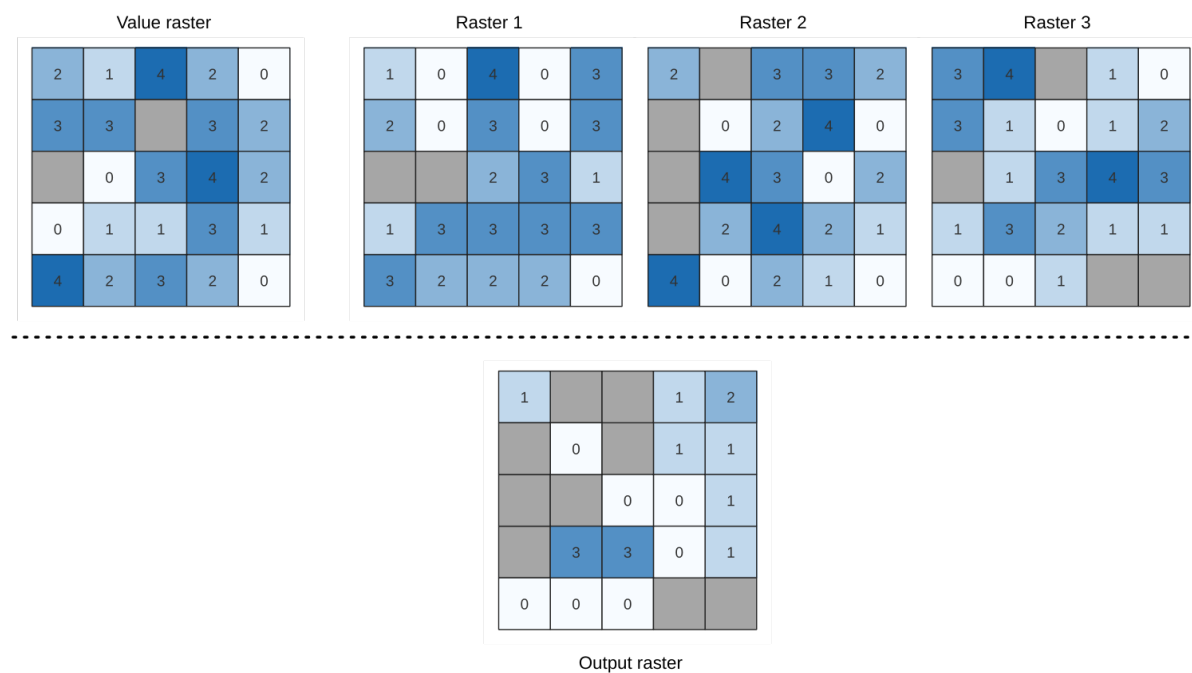 Value raster Raster 1 Raster 2 Raster 3
2 1 4 2 0 1 0 4 0 3 2 3 3 2 3 4 1 0
3 3 3 2 2 0 3 0 3 0 2 4 0 3 1 0 1 2
0 3 4 2 2 3 1 4 3 0 2 1 3 4 3
0 1 1 3 1 1 3 3 3 3 2 4 2 1 1 3 2 1 1
4 2 3 2 0 3 2 2 2 0 4 0 2 1 0 0 0 1
1 1 2
0 1 1
0 0 1
3 3 0 1
0 0 0
Output raster